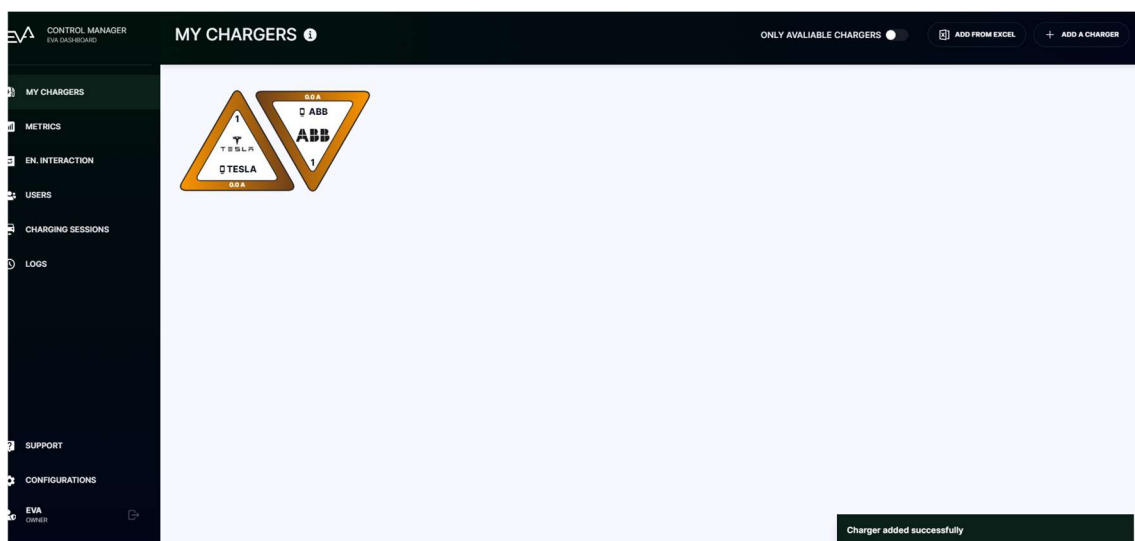 EVA
CONTROL MANAGER
EVA DASHBOARD
MY CHARGERS
ONLY AVALIABLE CHARGERS
ADD FROM EXCEL
+ ADD A CHARGER
MY CHARGERS
METRICS
EN. INTERACTION
USERS
CHARGING SESSIONS
LOGS
1
TESLA
TESLA
0.0 A
0.0 A
ABB
ABB
1
SUPPORT
CONFIGURATIONS
EVA
OWNER
Charger added successfully